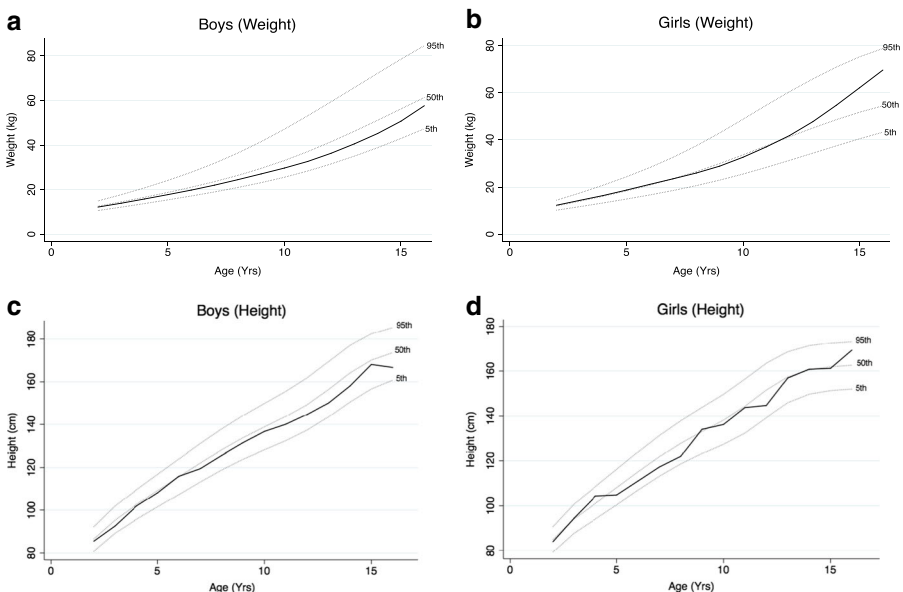 a
Boys (Weight)
Weight (kg)
80
60
40
20
0
95th
50th
5th
0 5 10 15
Age (Yrs)
b
Girls (Weight)
Weight (kg)
80
60
40
20
0
95th
50th
5th
0 5 10 15
Age (Yrs)
c
Boys (Height)
Height (cm)
180
160
140
120
100
80
95th
50th
5th
0 5 10 15
Age (Yrs)
d
Girls (Height)
Height (cm)
180
160
140
120
100
80
95th
50th
5th
0 5 10 15
Age (Yrs)